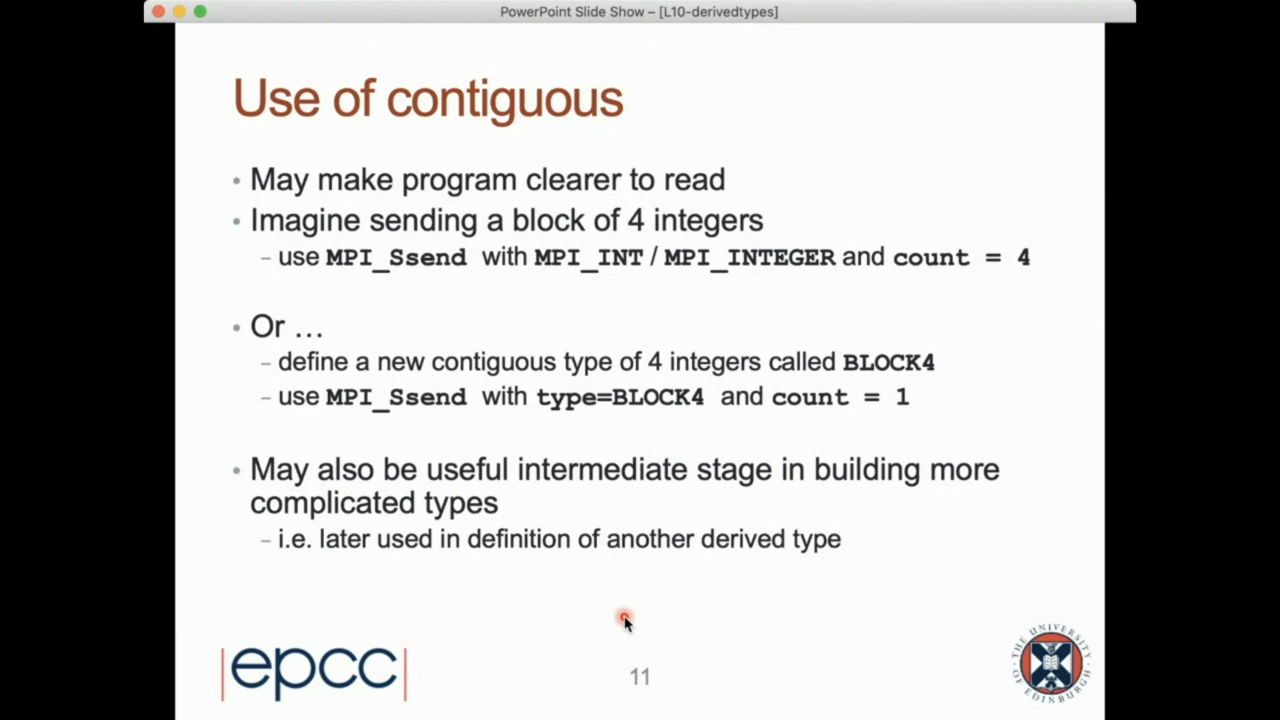 PowerPoint Slide Show – [L10-derivedtypes]
Use of contiguous
• May make program clearer to read
• Imagine sending a block of 4 integers
– use MPI_Ssend with MPI_INT / MPI_INTEGER and count = 4
• Or …
– define a new contiguous type of 4 integers called BLOCK4
– use MPI_Ssend with type=BLOCK4 and count = 1
• May also be useful intermediate stage in building more
complicated types
– i.e. later used in definition of another derived type
epcc
11
THE UNIVERSITY
OF EDINBURGH